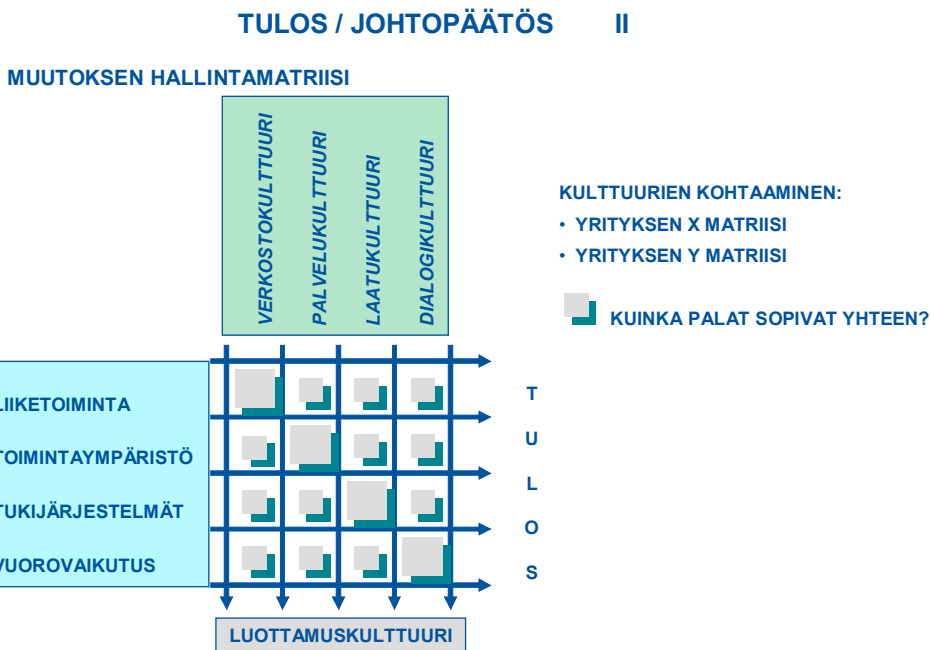 TULOS / JOHTOPÄÄTÖS II
MUUTOKSEN HALLINTAMATRIISI
VERKOSTOKULTTUURI
PALVELUKULTTUURI
LAATUKULTTUURI
DIALOGIKULTTUURI
KULTTUURIEN KOHTAAMINEN:
• YRITYKSEN X MATRIISI
• YRITYKSEN Y MATRIISI
KUINKA PALAT SOPIVAT YHTEEN?
LIIKETOIMINTA
TOIMINTAYMPÄRISTÖ
TUKIJÄRJESTELMÄT
VUOROVAIKUTUS
T
U
L
O
S
LUOTTAMUSKULTTUURI